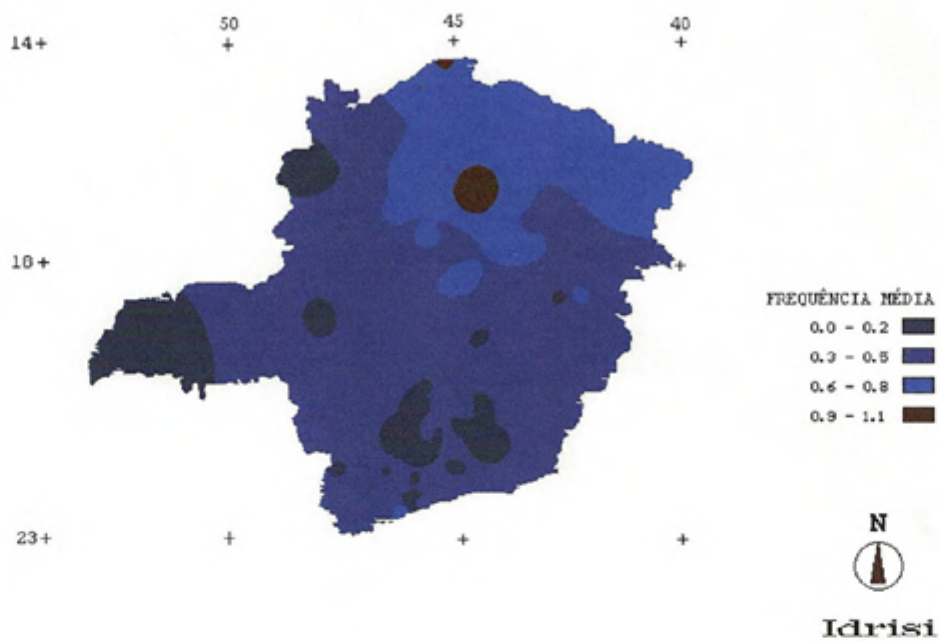 50 45 40
14+ + + +
18+ +
23+ + + +
FREQUÊNCIA MÉDIA
0.0 - 0.2
0.3 - 0.5
0.6 - 0.8
0.9 - 1.1
N
Idrisi